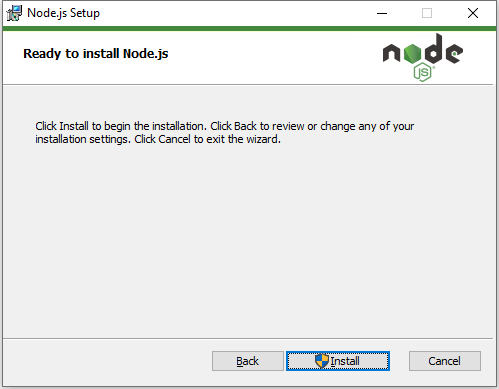 Node.js Setup
Ready to install Node.js
node
JS
Click Install to begin the installation. Click Back to review or change any of your
installation settings. Click Cancel to exit the wizard.
Back
Install
Cancel